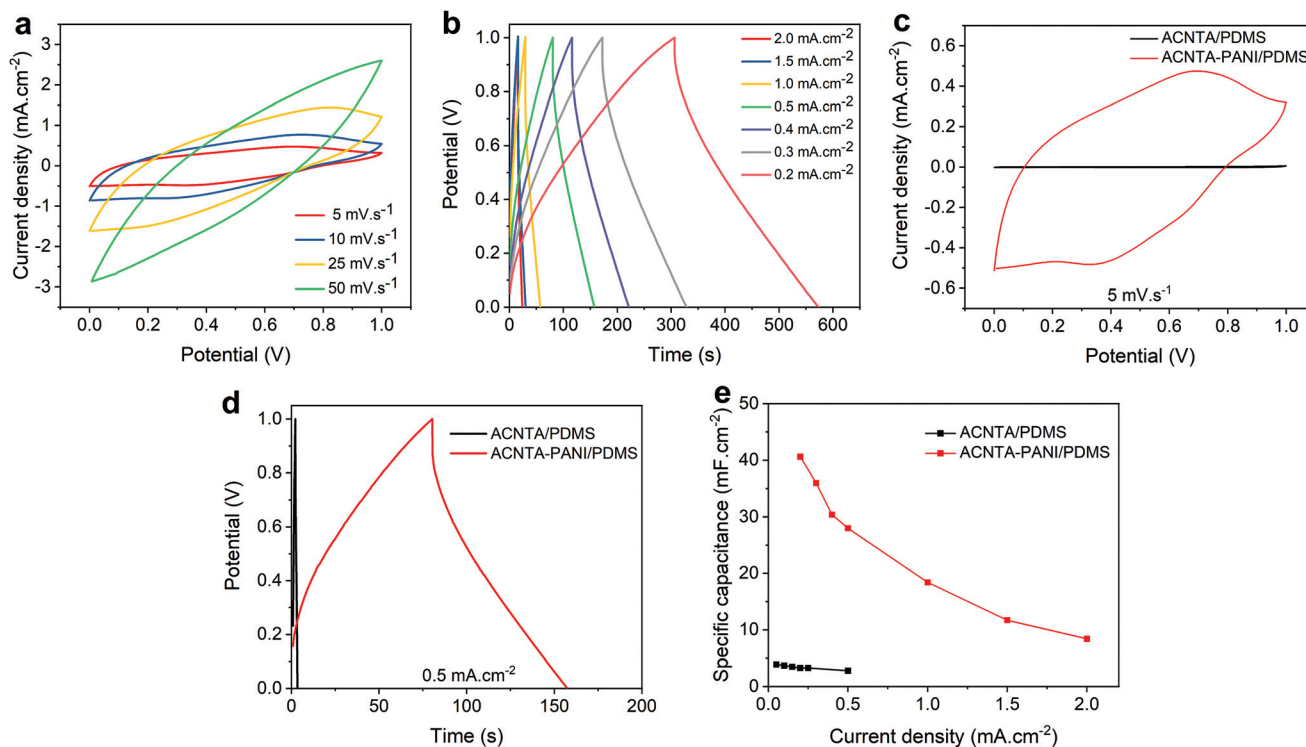 a
3
2
1
0
-1
-2
-3
0.0 0.2 0.4 0.6 0.8 1.0
Current density (mA.cm⁻²)
Potential (V)
5 mV.s⁻¹
10 mV.s⁻¹
25 mV.s⁻¹
50 mV.s⁻¹
b
1.0
0.8
0.6
0.4
0.2
0.0
0 100 200 300 400 500 600
Potential (V)
Time (s)
2.0 mA.cm⁻²
1.5 mA.cm⁻²
1.0 mA.cm⁻²
0.5 mA.cm⁻²
0.4 mA.cm⁻²
0.3 mA.cm⁻²
0.2 mA.cm⁻²
c
0.6
0.4
0.2
0.0
-0.2
-0.4
-0.6
0.0 0.2 0.4 0.6 0.8 1.0
Current density (mA.cm⁻²)
Potential (V)
ACNTA/PDMS
ACNTA-PANI/PDMS
5 mV.s⁻¹
d
1.0
0.8
0.6
0.4
0.2
0.0
0 50 100 150 200
Potential (V)
Time (s)
ACNTA/PDMS
ACNTA-PANI/PDMS
0.5 mA.cm⁻²
e
50
40
30
20
10
0
0.0 0.5 1.0 1.5 2.0
Specific capacitance (mF.cm⁻²)
Current density (mA.cm⁻²)
ACNTA/PDMS
ACNTA-PANI/PDMS